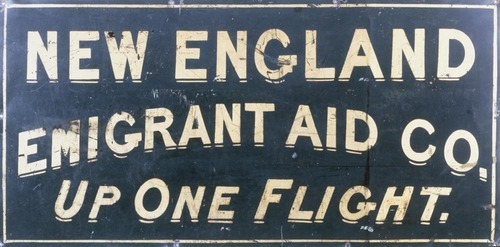 NEW ENGLAND
EMIGRANT AID CO.
UP ONE FLIGHT.